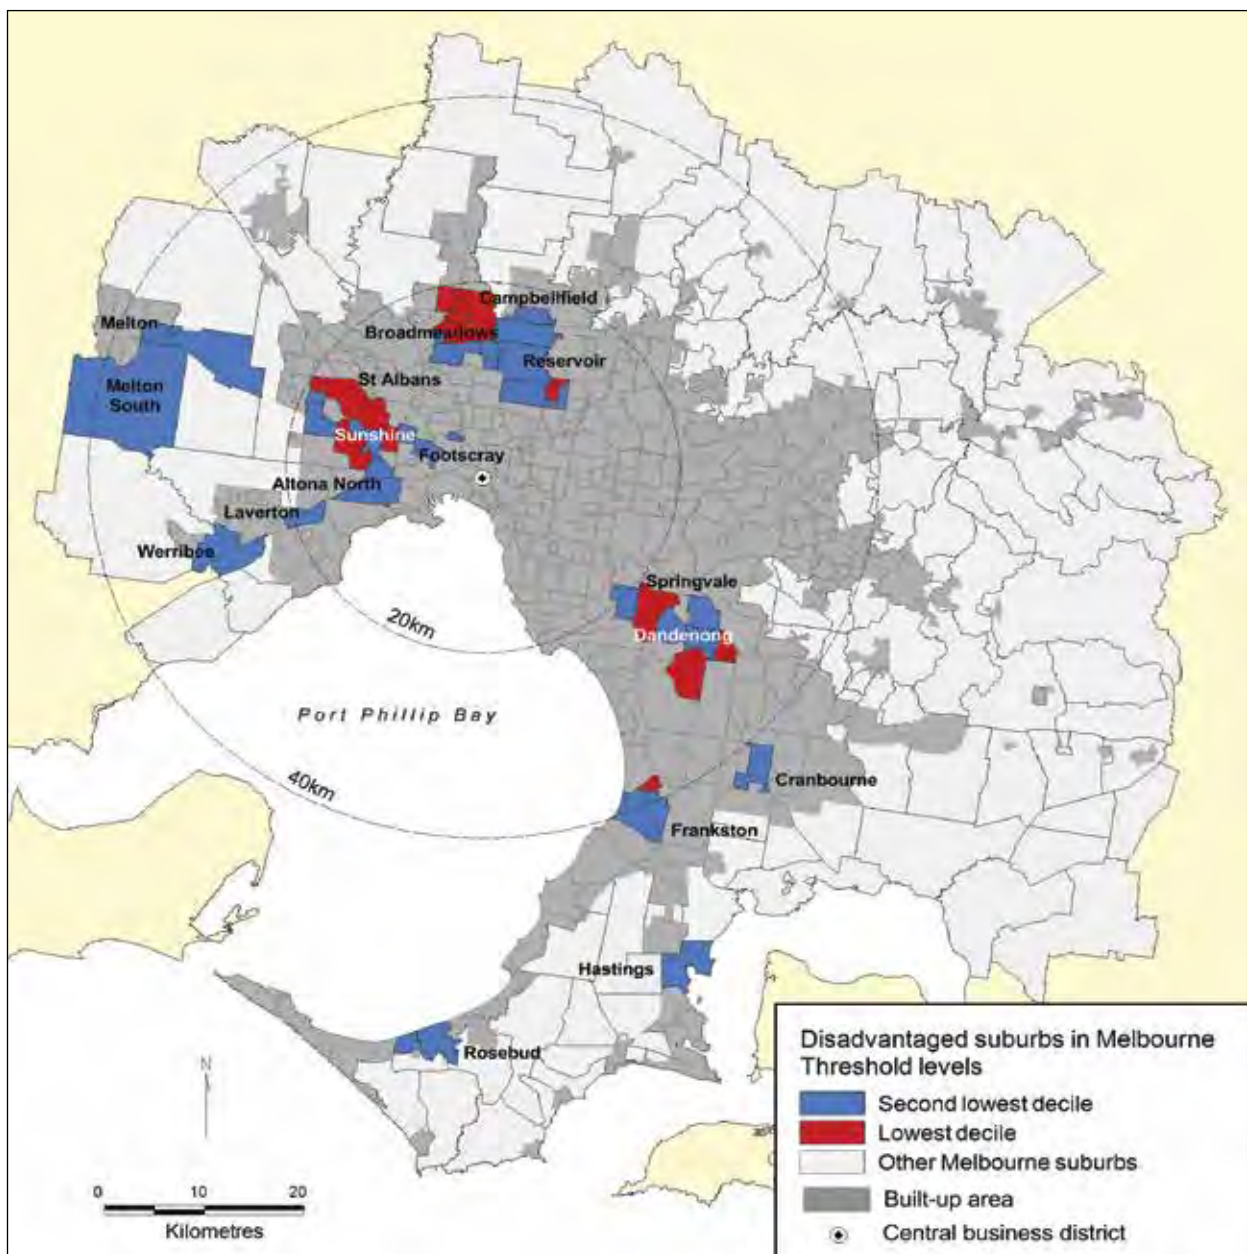 Campbellfield
Melton
Broadmeadows
Reservoir
St Albans
Melton
South
Sunshine
Footscray
Altona North
Laverton
Werribee
Springvale
20km
Dandenong
Port Phillip Bay
40km
Cranbourne
Frankston
Hastings
Rosebud
N
0 10 20
Kilometres
Disadvantaged suburbs in Melbourne
Threshold levels
Second lowest decile
Lowest decile
Other Melbourne suburbs
Built-up area
Central business district